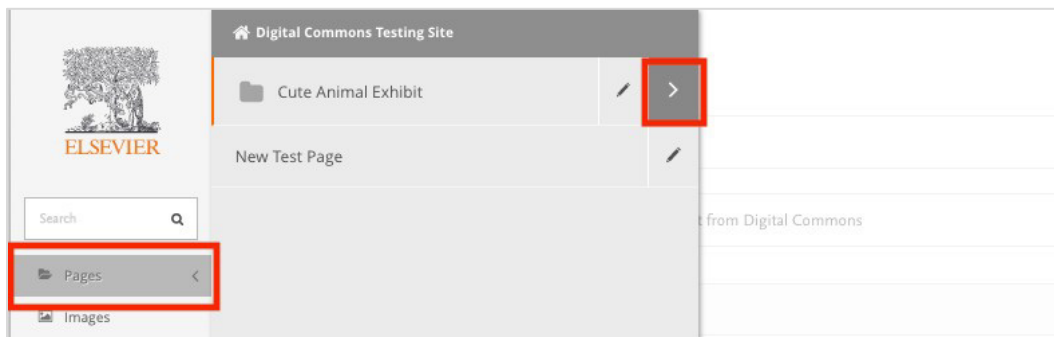 Digital Commons Testing Site
Cute Animal Exhibit
ELSEVIER
New Test Page
Search
from Digital Commons
Pages
Images